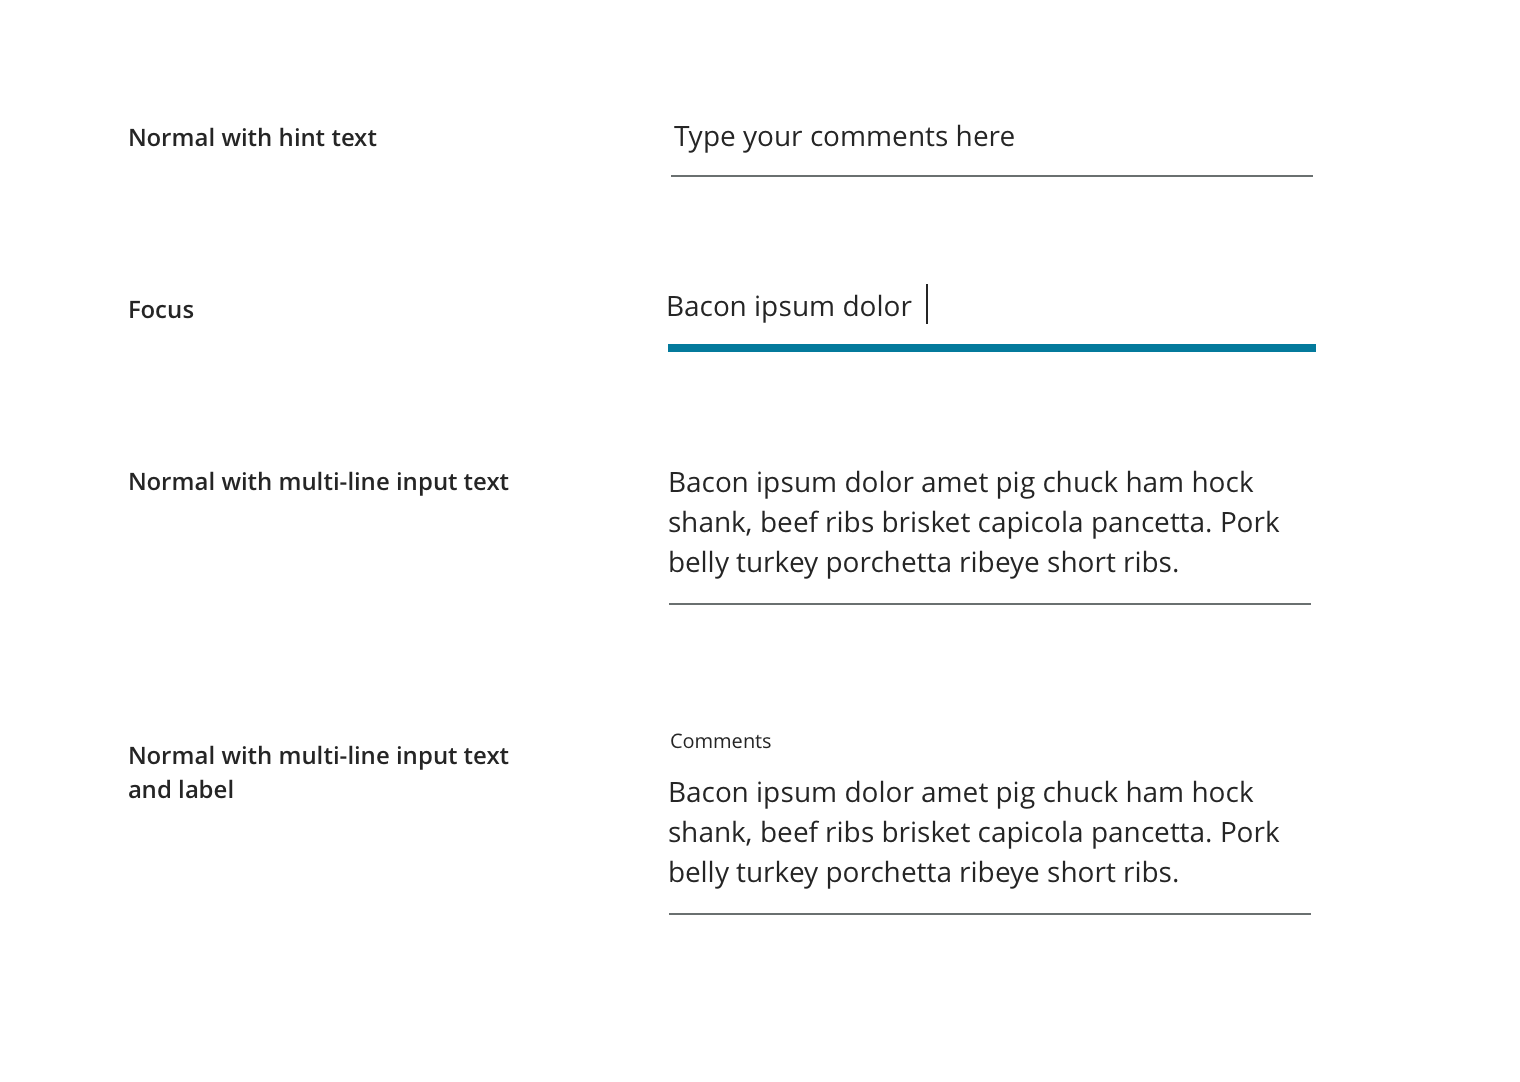 Normal with hint text
Type your comments here
Focus
Bacon ipsum dolor
Normal with multi-line input text
Bacon ipsum dolor amet pig chuck ham hock
shank, beef ribs brisket capicola pancetta. Pork
belly turkey porchetta ribeye short ribs.
Normal with multi-line input text
and label
Comments
Bacon ipsum dolor amet pig chuck ham hock
shank, beef ribs brisket capicola pancetta. Pork
belly turkey porchetta ribeye short ribs.